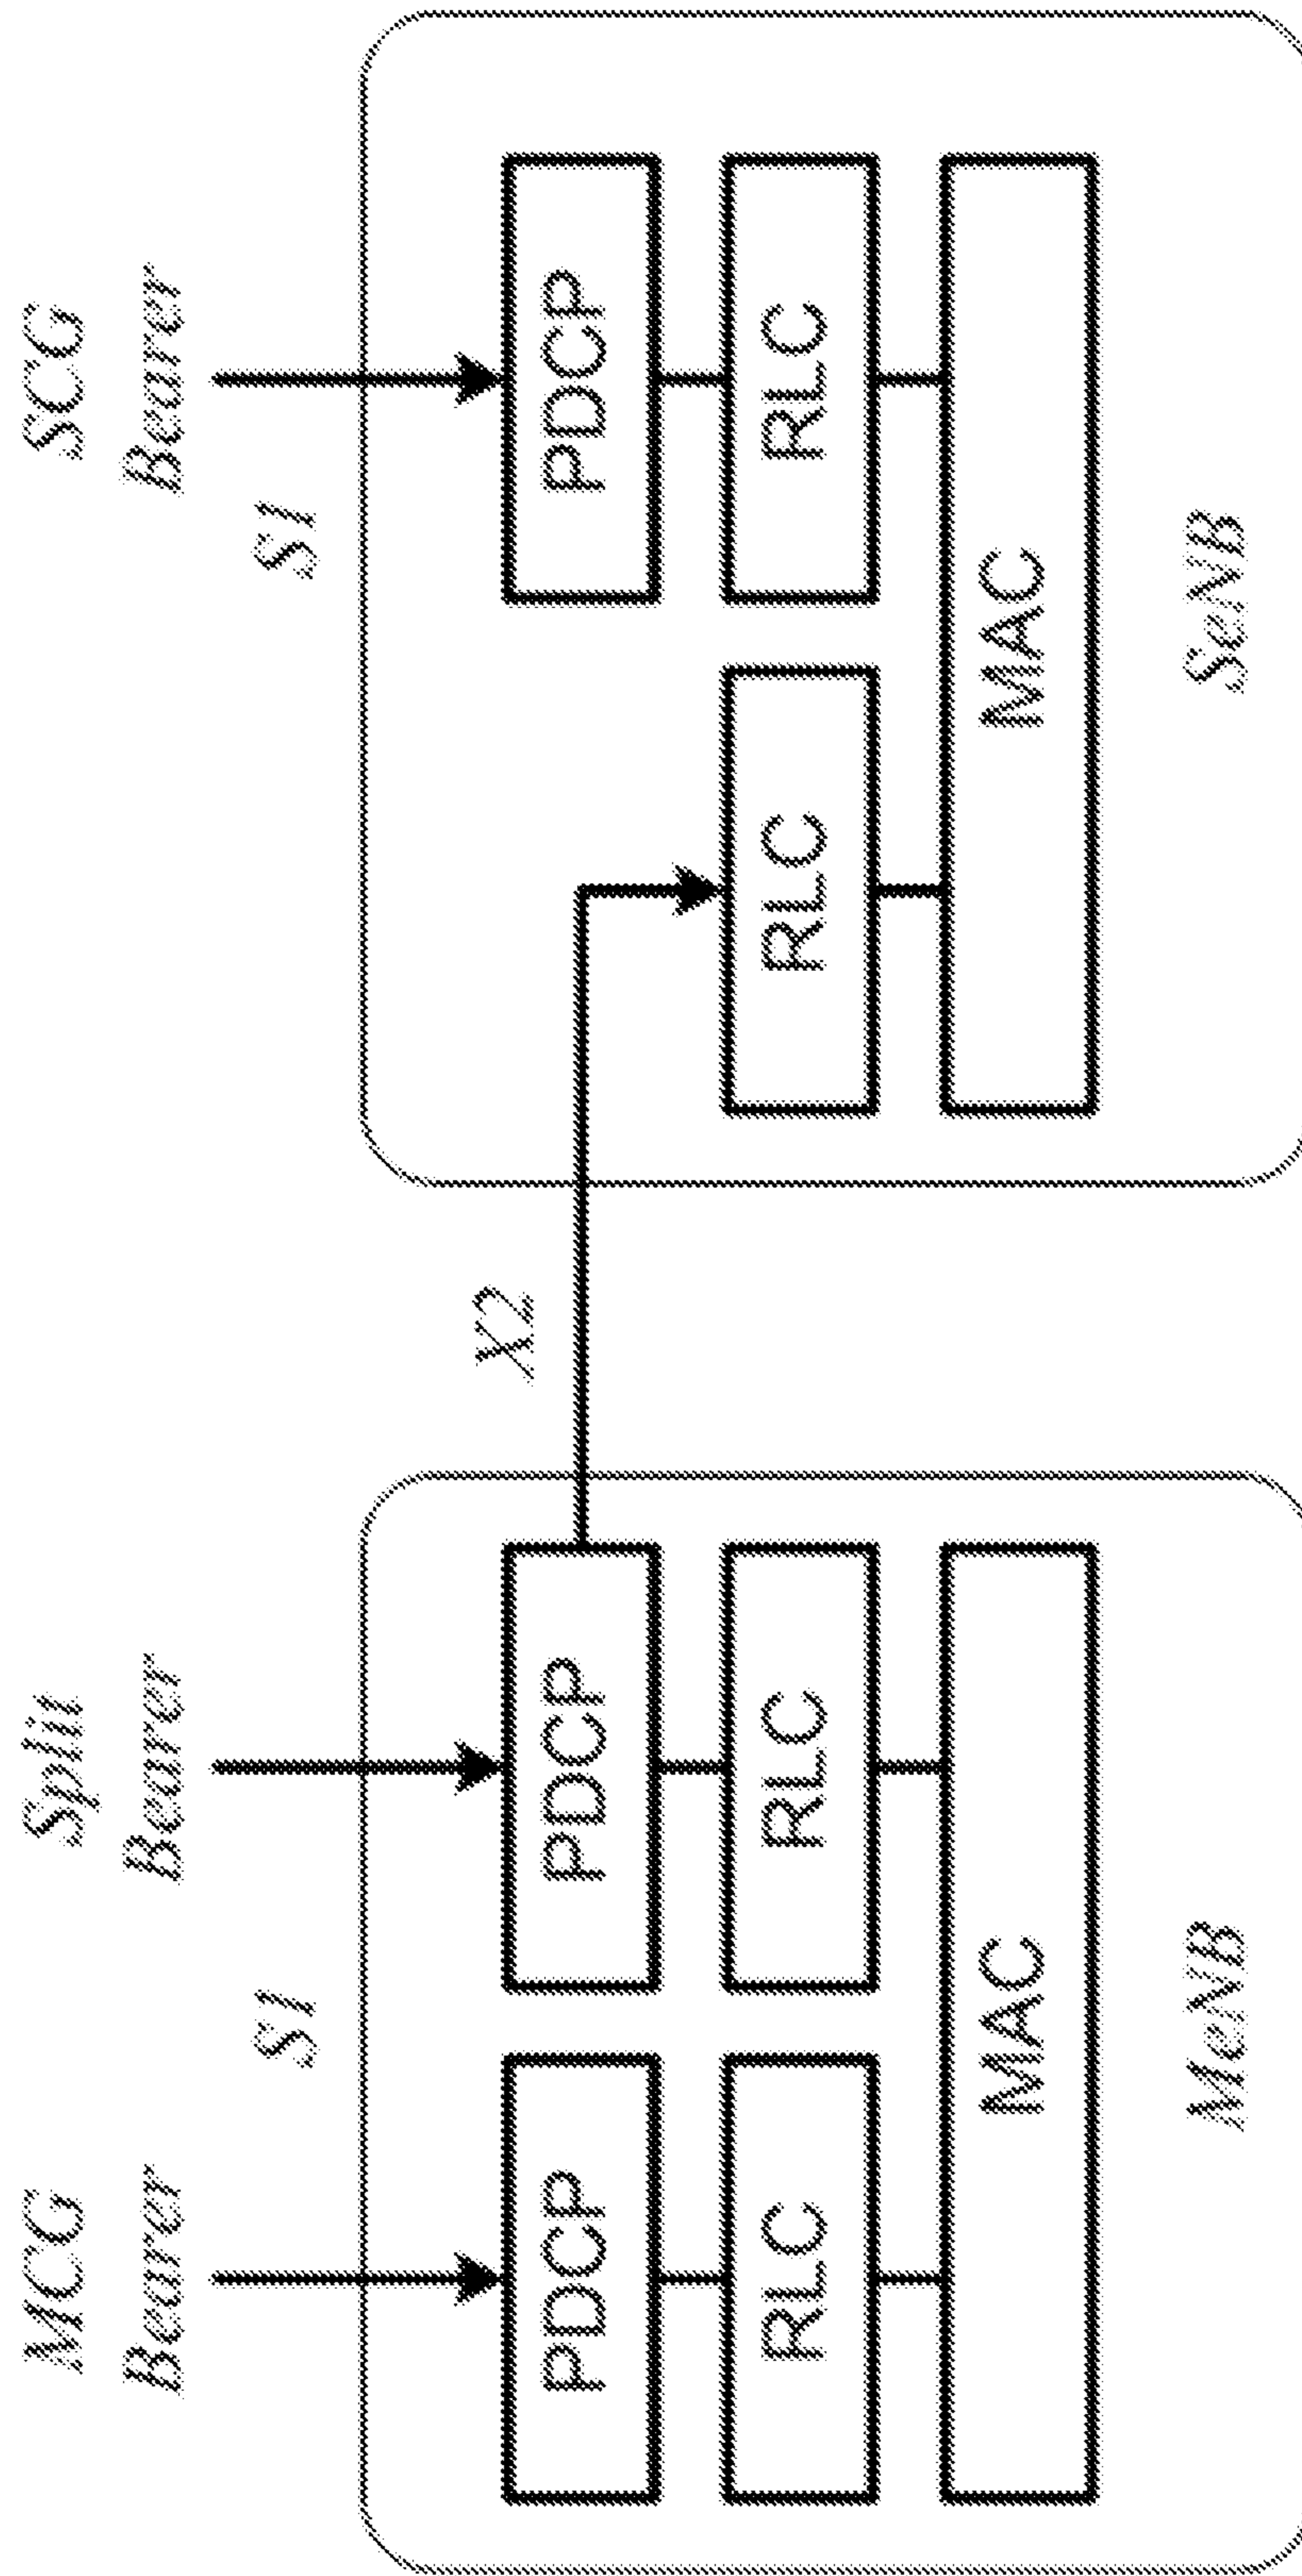 MCG
Bearer
Split
Bearer
SCG
Bearer
S1
S1
X2
PDCP
PDCP
PDCP
RLC
RLC
RLC
RLC
MAC
MAC
MeNB
SeNB